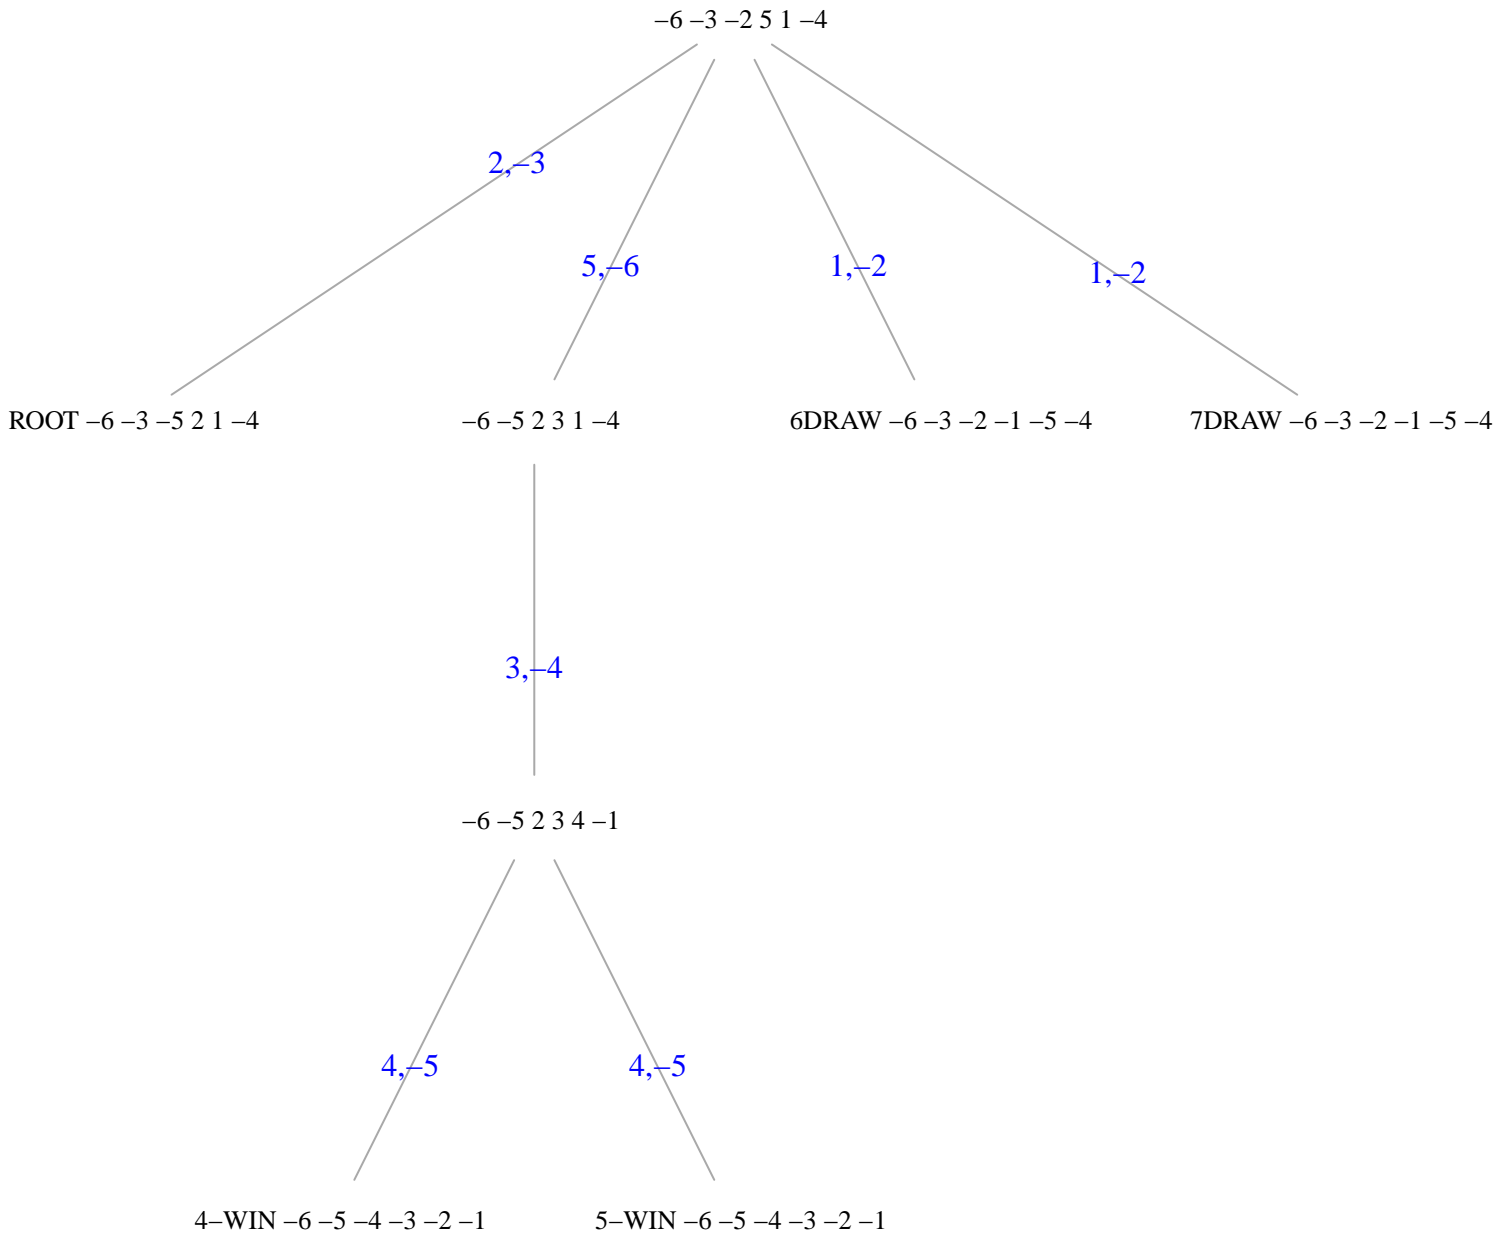 –6 –3 –2 5 1 –4
2,–3
5,–6
1,–2
1,–2
ROOT –6 –3 –5 2 1 –4
–6 –5 2 3 1 –4
6DRAW –6 –3 –2 –1 –5 –4
7DRAW –6 –3 –2 –1 –5 –4
3,–4
–6 –5 2 3 4 –1
4,–5
4,–5
4–WIN –6 –5 –4 –3 –2 –1
5–WIN –6 –5 –4 –3 –2 –1